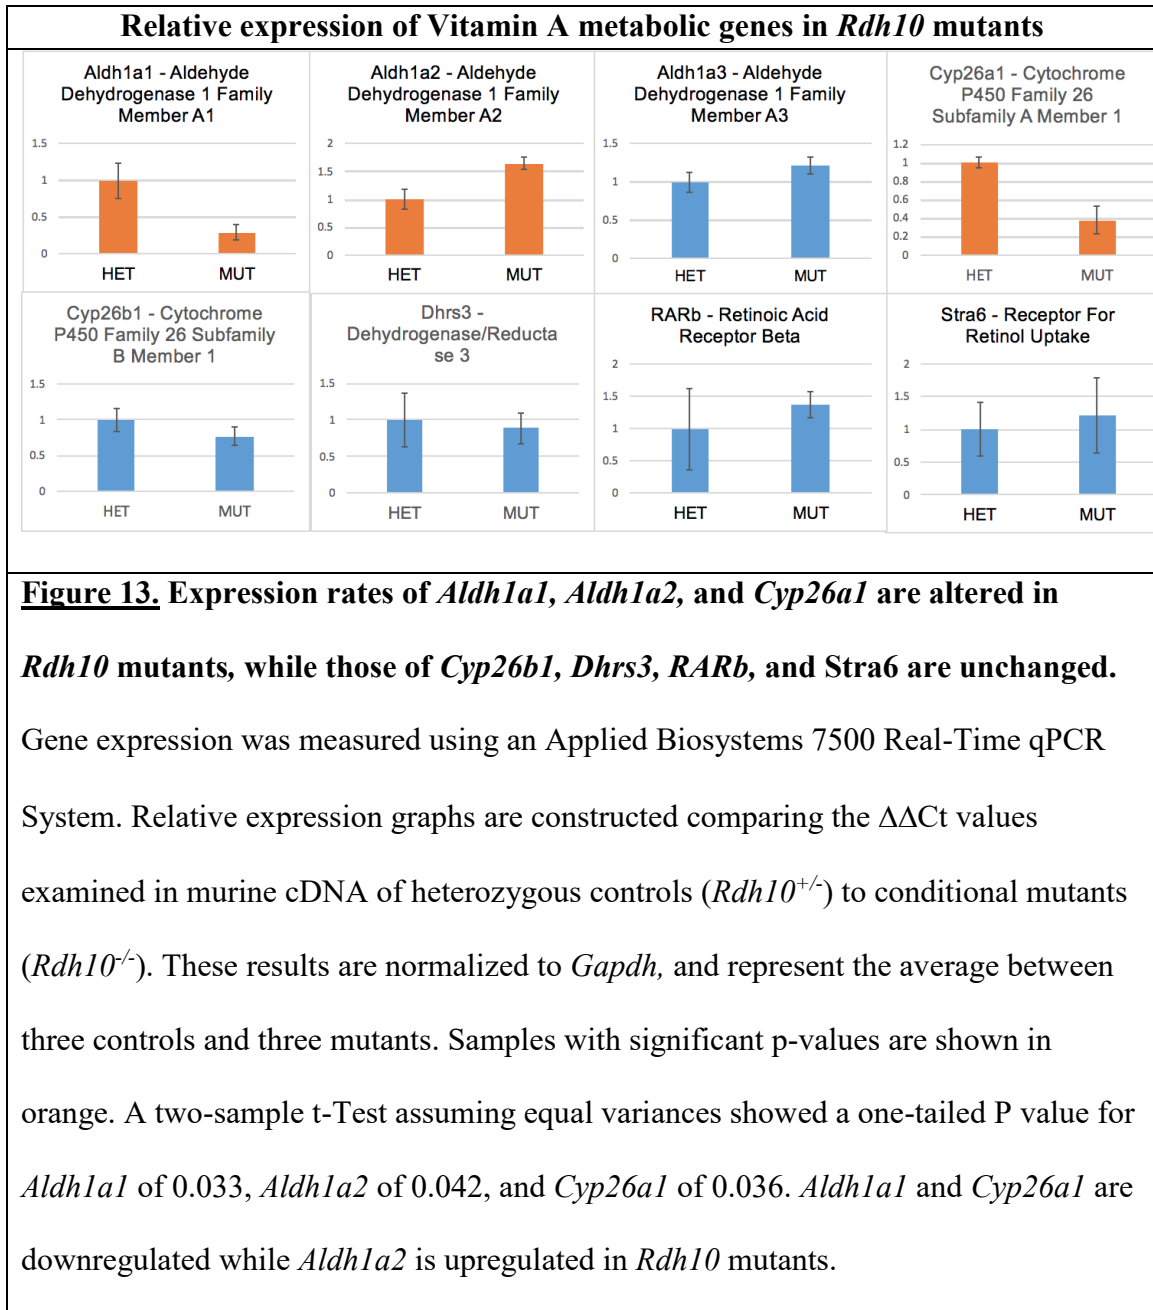 Relative expression of Vitamin A metabolic genes in Rdh10 mutants
Aldh1a1 - Aldehyde
Dehydrogenase 1 Family
Member A1
1.5
1
0.5
0
HET MUT
Aldh1a2 - Aldehyde
Dehydrogenase 1 Family
Member A2
2
1.5
1
0.5
0
HET MUT
Aldh1a3 - Aldehyde
Dehydrogenase 1 Family
Member A3
1.5
1
0.5
0
HET MUT
Cyp26a1 - Cytochrome
P450 Family 26
Subfamily A Member 1
1.2
1
0.8
0.6
0.4
0.2
0
HET MUT
Cyp26b1 - Cytochrome
P450 Family 26 Subfamily
B Member 1
1.5
1
0.5
0
HET MUT
Dhrs3 -
Dehydrogenase/Reducta
se 3
1.5
1
0.5
0
HET MUT
RARb - Retinoic Acid
Receptor Beta
2
1.5
1
0.5
0
HET MUT
Stra6 - Receptor For
Retinol Uptake
2
1.5
1
0.5
0
HET MUT
Figure 13. Expression rates of Aldh1a1, Aldh1a2, and Cyp26a1 are altered in
Rdh10 mutants, while those of Cyp26b1, Dhrs3, RARb, and Stra6 are unchanged.
Gene expression was measured using an Applied Biosystems 7500 Real-Time qPCR
System. Relative expression graphs are constructed comparing the ΔΔCt values
examined in murine cDNA of heterozygous controls (Rdh10+/-) to conditional mutants
(Rdh10-/-). These results are normalized to Gapdh, and represent the average between
three controls and three mutants. Samples with significant p-values are shown in
orange. A two-sample t-Test assuming equal variances showed a one-tailed P value for
Aldh1a1 of 0.033, Aldh1a2 of 0.042, and Cyp26a1 of 0.036. Aldh1a1 and Cyp26a1 are
downregulated while Aldh1a2 is upregulated in Rdh10 mutants.